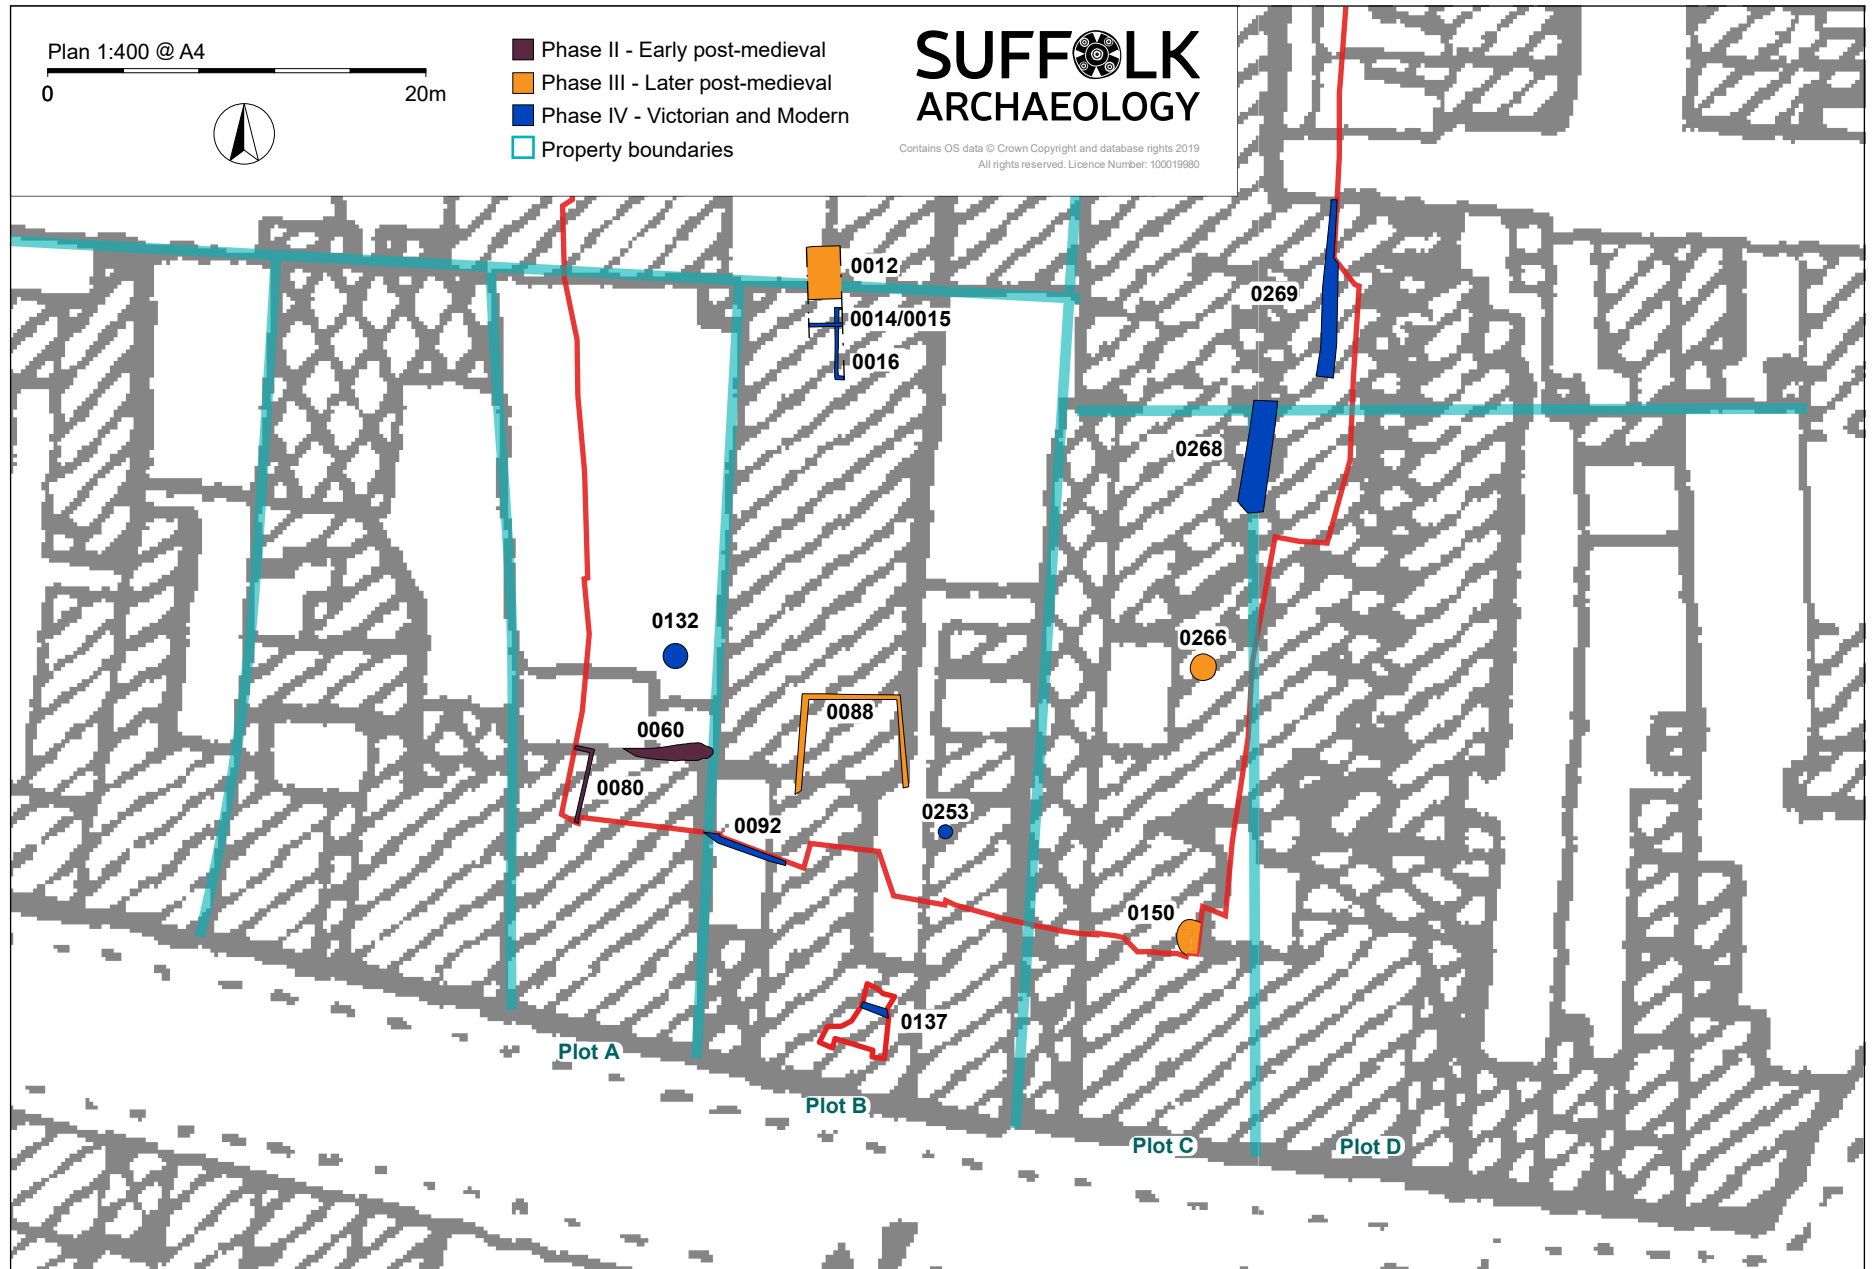 Plan 1:400 @ A4
0 20m
Phase II - Early post-medieval
Phase III - Later post-medieval
Phase IV - Victorian and Modern
Property boundaries
SUFFOLK
ARCHAEOLOGY
Contains OS data © Crown Copyright and database rights 2019
All rights reserved. Licence Number: 100019980
0012
0269
0014/0015
0016
0268
0132
0266
0088
0060
0080
0253
0092
0150
0137
Plot A
Plot B
Plot C
Plot D